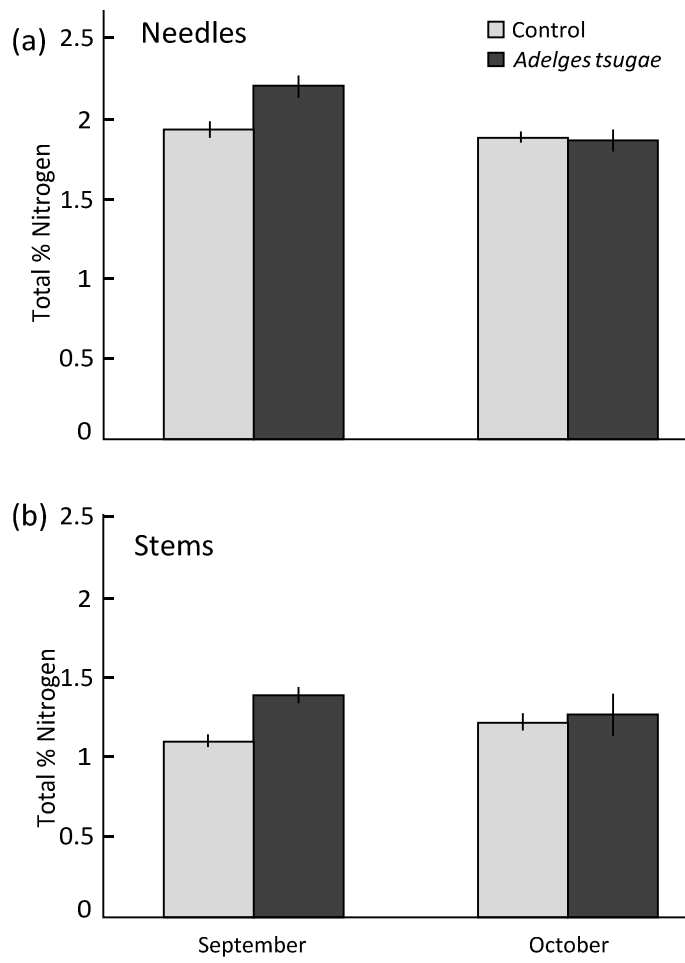 (a)
Needles
Control
Adelges tsugae
2.5
2
1.5
1
0.5
0
Total % Nitrogen
(b)
Stems
2.5
2
1.5
1
0.5
0
Total % Nitrogen
September October